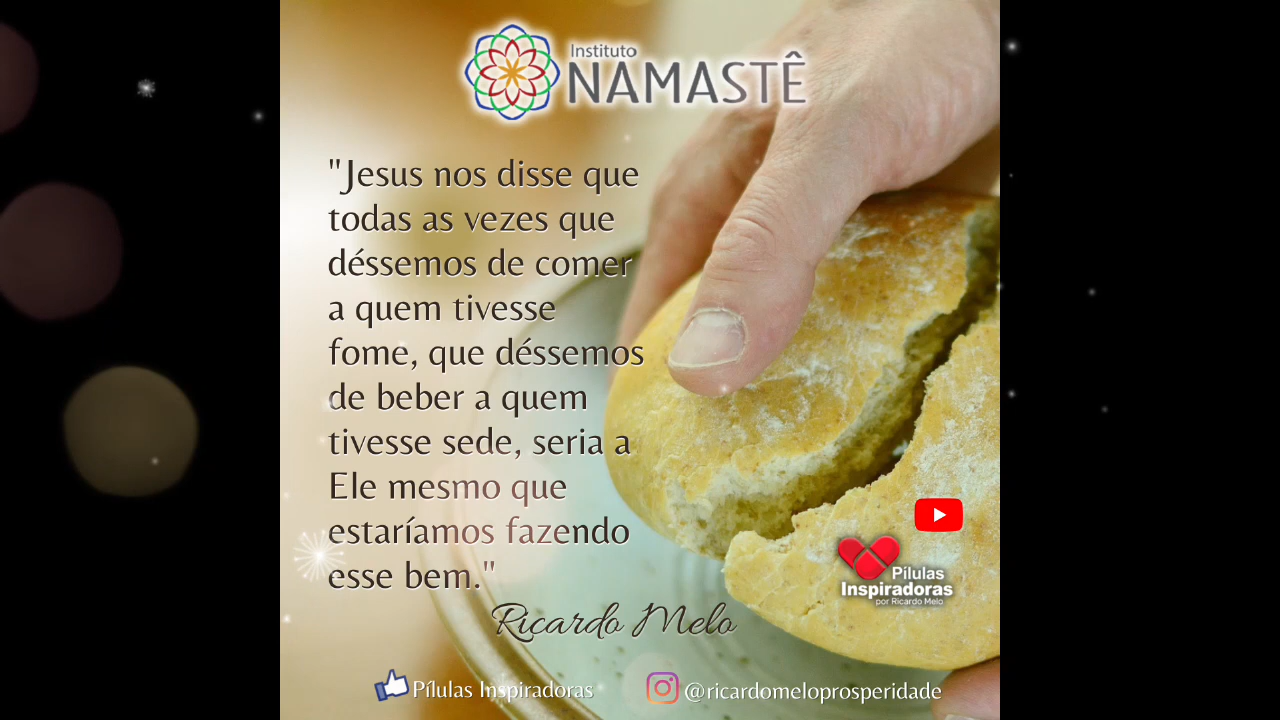 Instituto
NAMASTÊ
"Jesus nos disse que
todas as vezes que
déssemos de comer
a quem tivesse
fome, que déssemos
de beber a quem
tivesse sede, seria a
Ele mesmo que
estaríamos fazendo
esse bem."
Ricardo Melo
Pílulas
Inspiradoras
por Ricardo Melo
Pílulas Inspiradoras
@ricardomeloprosperidade